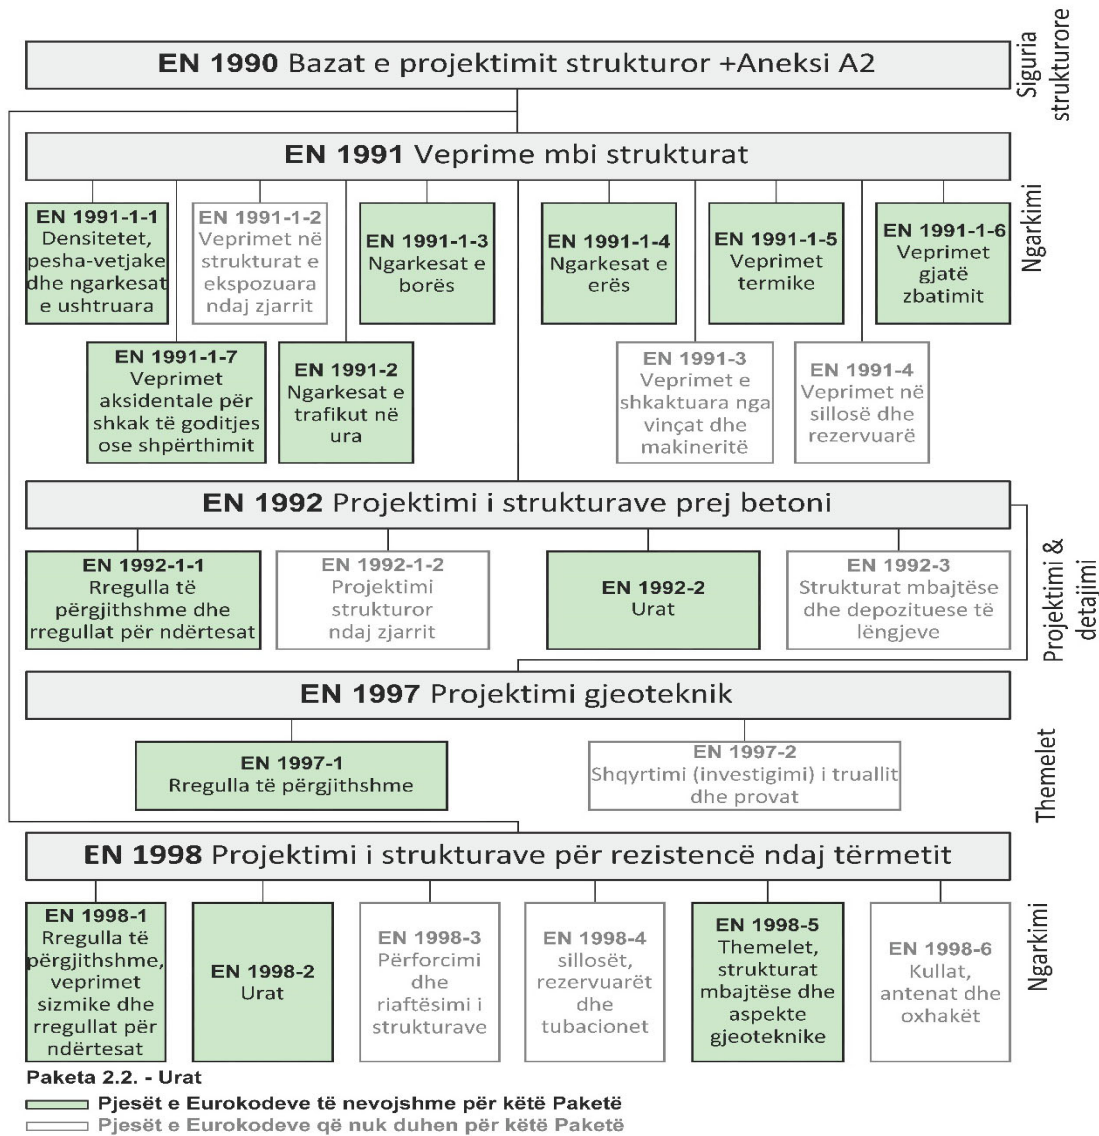 Siguria
strukturore
EN 1990 Bazat e projektimit strukturor +Aneksi A2
EN 1991 Veprime mbi strukturat
Ngarkimi
EN 1991-1-1
Densitetet,
pesha-vetjake
dhe ngarkesat
e ushtruara
EN 1991-1-2
Veprimet në
strukturat e
ekspozuara
ndaj zjarrit
EN 1991-1-3
Ngarkesat e
borës
EN 1991-1-4
Ngarkesat e
erës
EN 1991-1-5
Veprimet
termike
EN 1991-1-6
Veprimet
gjatë
zbatimit
EN 1991-1-7
Veprimet
aksidentale për
shkak të goditjes
ose shpërthimit
EN 1991-2
Ngarkesat e
trafikut në
ura
EN 1991-3
Veprimet e
shkaktuara nga
vinçat dhe
makineritë
EN 1991-4
Veprimet në
sillosë dhe
rezervuarë
EN 1992 Projektimi i strukturave prej betoni
Projektimi &
detajimi
EN 1992-1-1
Rregulla të
përgjithshme dhe
rregullat për ndërtesat
EN 1992-1-2
Projektimi
strukturor
ndaj zjarrit
EN 1992-2
Urat
EN 1992-3
Strukturat mbajtëse
dhe depozituese të
lëngjeve
EN 1997 Projektimi gjeoteknik
Themelet
EN 1997-1
Rregulla të përgjithshme
EN 1997-2
Shqyrtimi (investigimi) i truallit
dhe provat
EN 1998 Projektimi i strukturave për rezistencë ndaj tërmetit
Ngarkimi
EN 1998-1
Rregulla të
përgjithshme,
veprimet
sizmike dhe
rregullat për
ndërtesat
EN 1998-2
Urat
EN 1998-3
Përforcimi
dhe
riaftësimi i
strukturave
EN 1998-4
sillosët,
rezervuarët
dhe
tubacionet
EN 1998-5
Themelet,
strukturat
mbajtëse dhe
aspekte
gjeoteknike
EN 1998-6
Kullat,
antenat dhe
oxhakët
Paketa 2.2. - Urat
Pjesët e Eurokodeve të nevojshme për këtë Paketë
Pjesët e Eurokodeve që nuk duhen për këtë Paketë